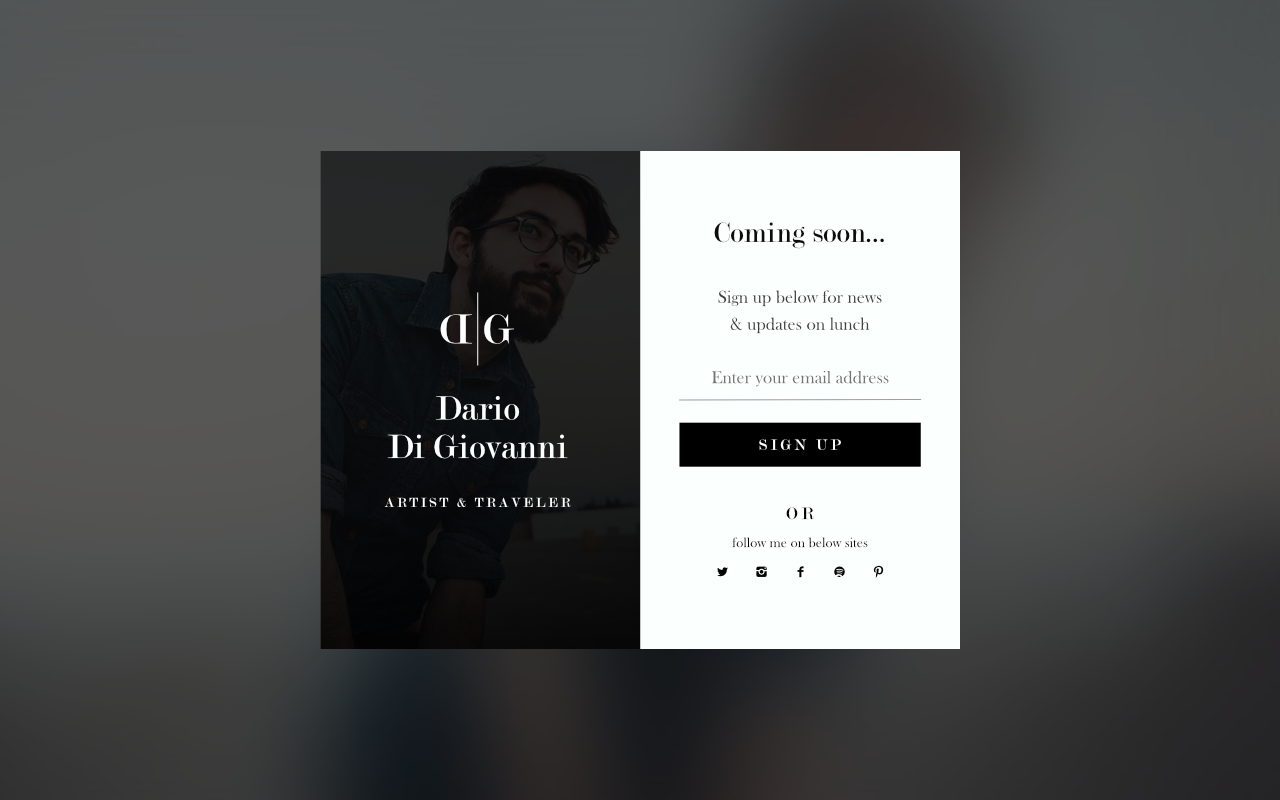 DG
Dario
Di Giovanni
ARTIST & TRAVELER
Coming soon...
Sign up below for news
& updates on lunch
Enter your email address
SIGN UP
OR
follow me on below sites